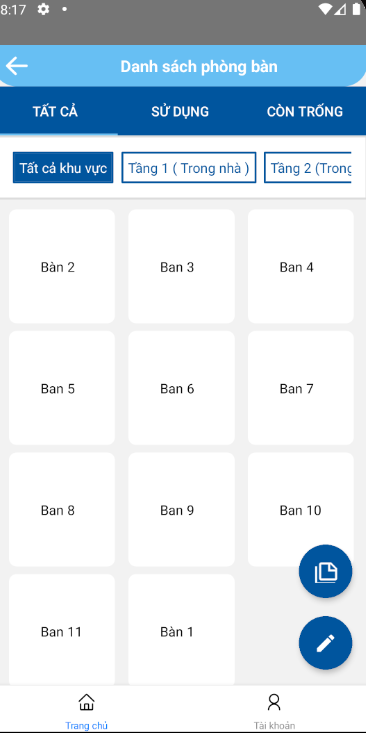 8:17
Danh sách phòng bàn
TẤT CẢ
SỬ DỤNG
CÒN TRỐNG
Tất cả khu vực
Tầng 1 ( Trong nhà )
Tầng 2 (Trong
Bàn 2
Ban 3
Ban 4
Ban 5
Ban 6
Ban 7
Ban 8
Ban 9
Ban 10
Ban 11
Bàn 1
Trang chủ
Tài khoản